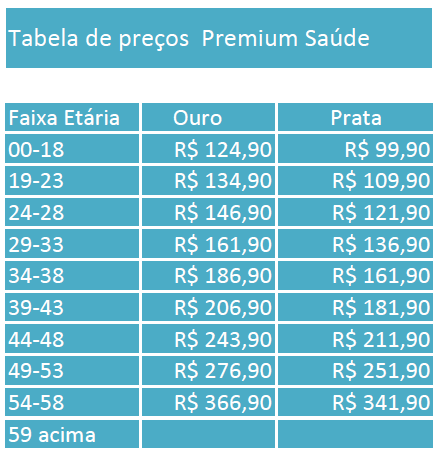 Tabela de preços  Premium Saúde
Faixa Etária Ouro Prata
00-18 R$ 124,90 R$ 99,90
19-23 R$ 134,90 R$ 109,90
24-28 R$ 146,90 R$ 121,90
29-33 R$ 161,90 R$ 136,90
34-38 R$ 186,90 R$ 161,90
39-43 R$ 206,90 R$ 181,90
44-48 R$ 243,90 R$ 211,90
49-53 R$ 276,90 R$ 251,90
54-58 R$ 366,90 R$ 341,90
59 acima